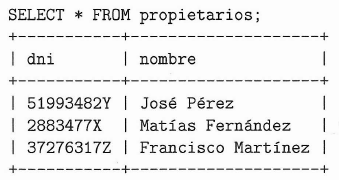 SELECT * FROM propietarios;
+-----------+--------------------+
| dni       | nombre             |
+-----------+--------------------+
| 51993482Y | José Pérez         |
| 2883477X  | Matías Fernández   |
| 37276317Z | Francisco Martínez |
+-----------+--------------------+